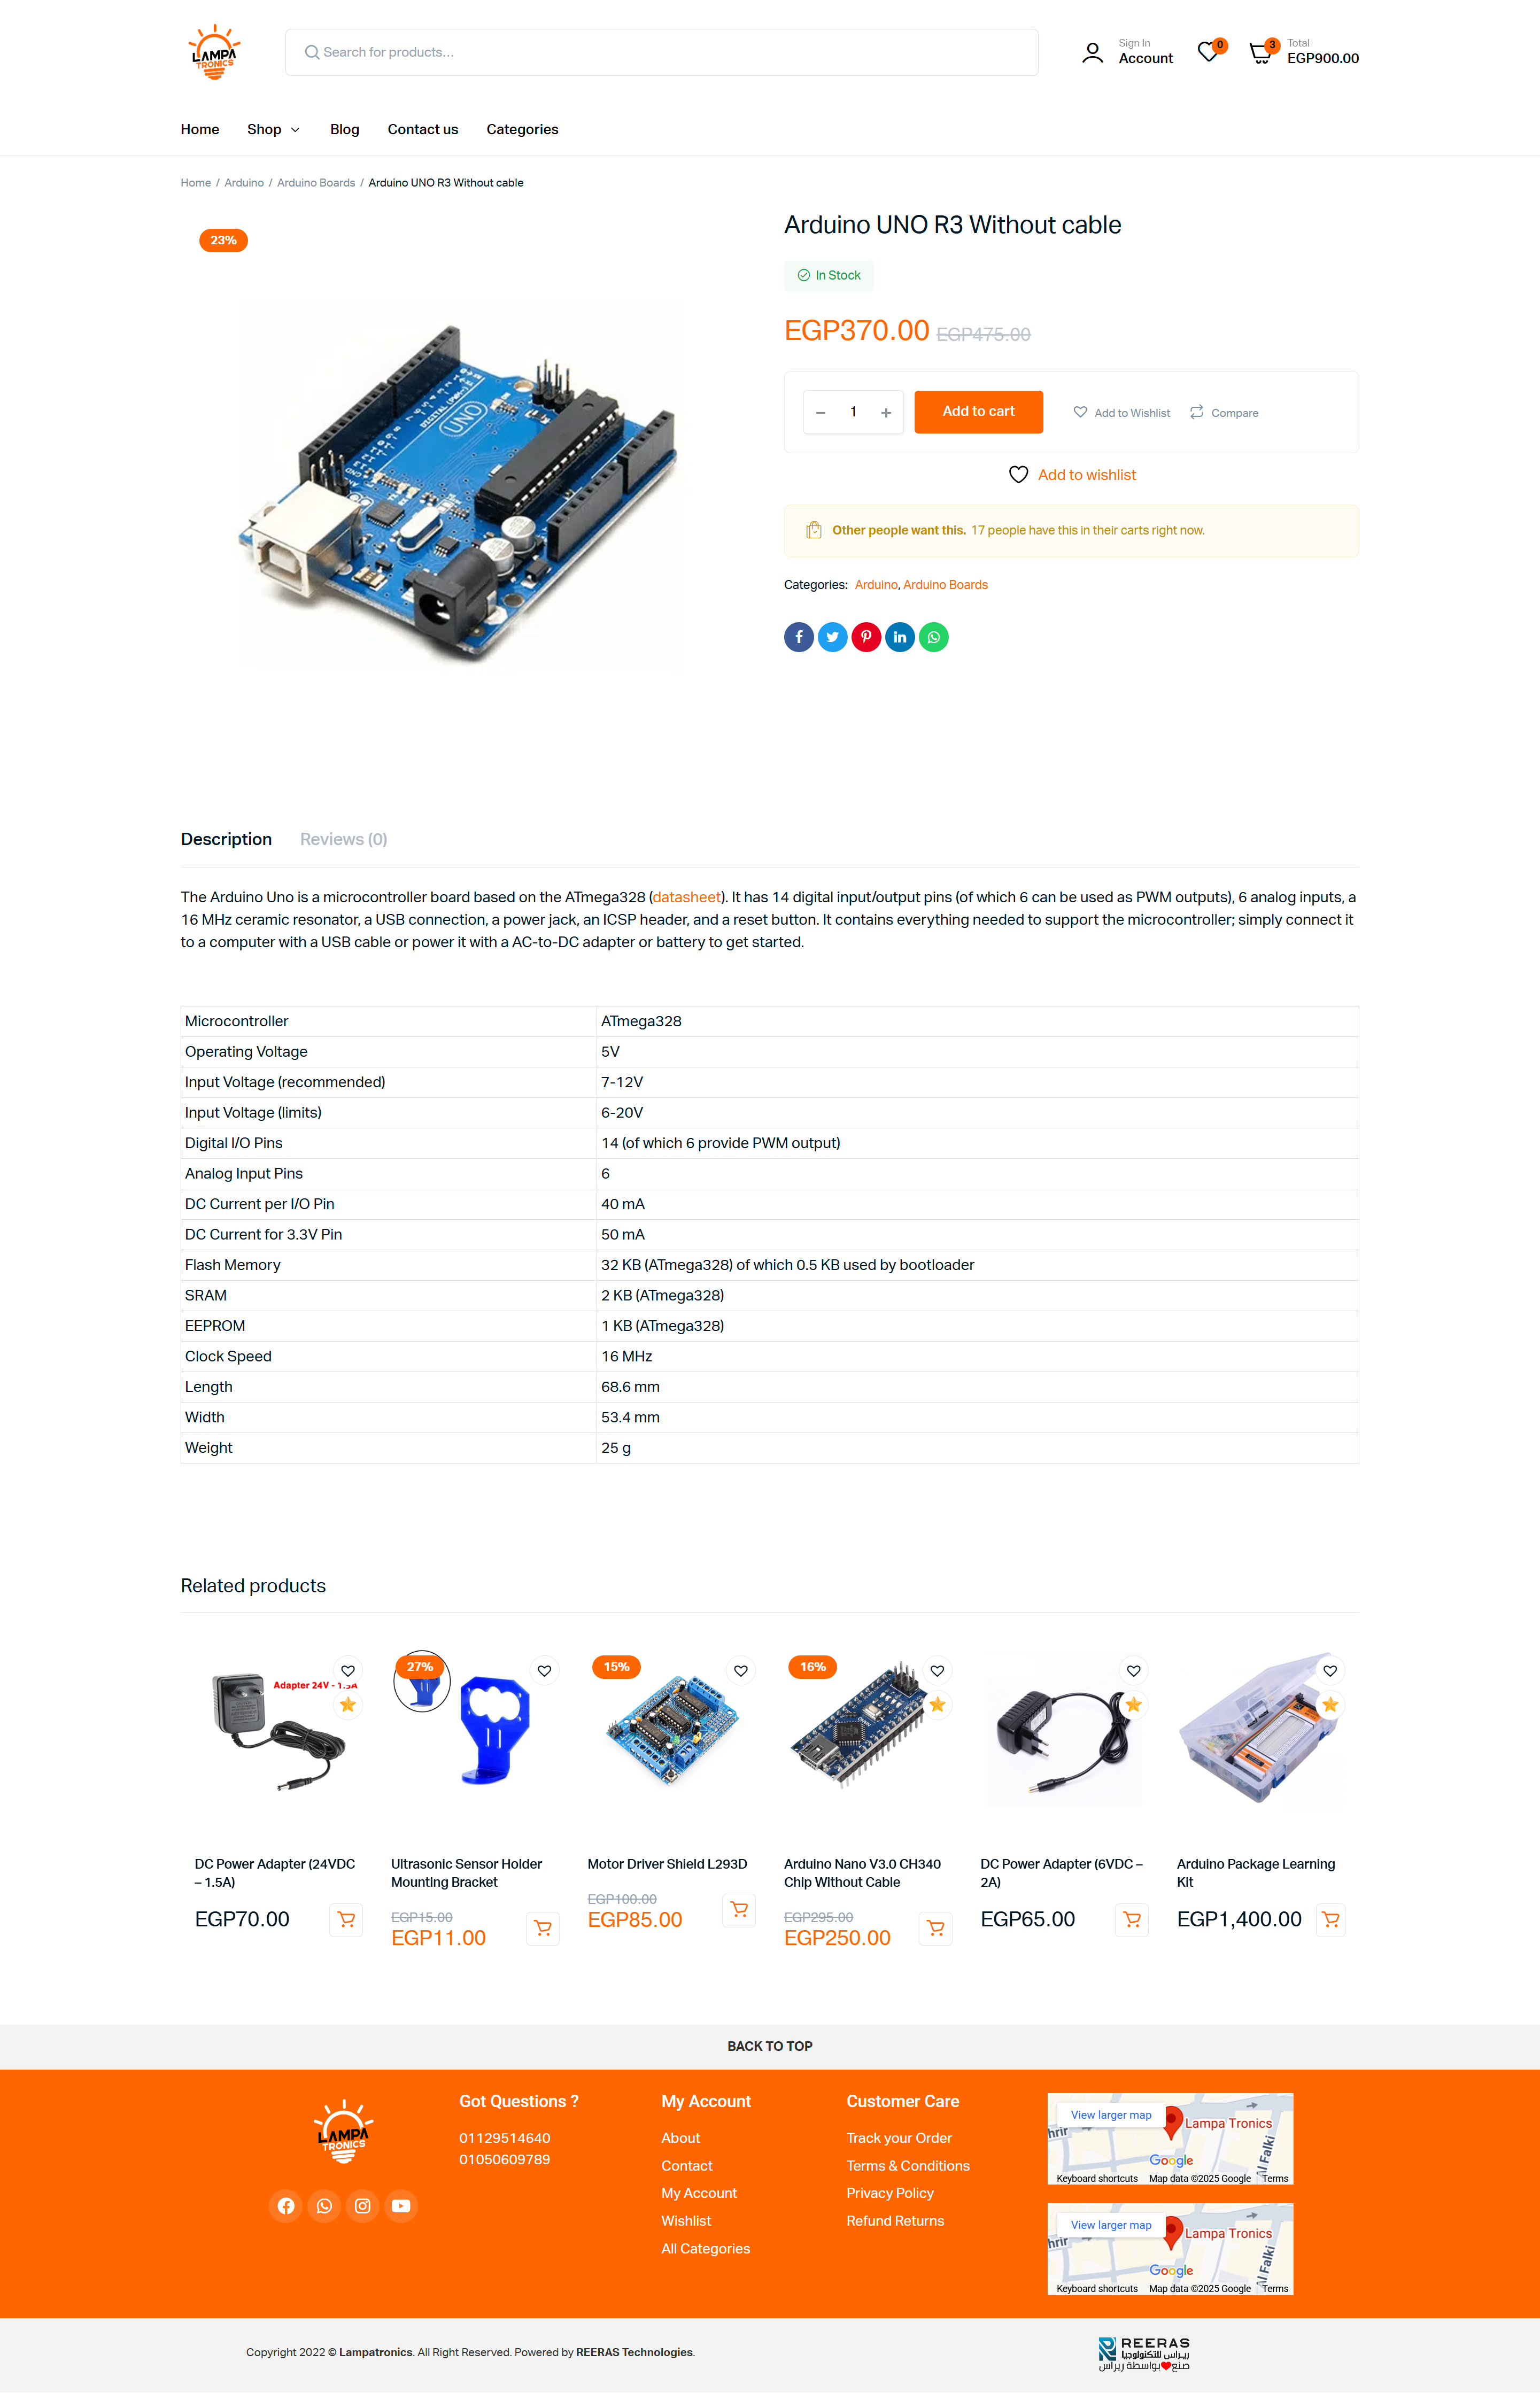 LAMPA
TRONICS
Search for products...
Sign In
Account
0
3
Total
EGP900.00
Home
Shop
Blog
Contact us
Categories
Home / Arduino / Arduino Boards / Arduino UNO R3 Without cable
23%
Arduino UNO R3 Without cable
In Stock
EGP370.00 EGP475.00
− 1 +
Add to cart
Add to Wishlist
Compare
Add to wishlist
Other people want this. 17 people have this in their carts right now.
Categories: Arduino, Arduino Boards
UNO
DIGITAL (PWM~)
Description
Reviews (0)
The Arduino Uno is a microcontroller board based on the ATmega328 (datasheet). It has 14 digital input/output pins (of which 6 can be used as PWM outputs), 6 analog inputs, a
16 MHz ceramic resonator, a USB connection, a power jack, an ICSP header, and a reset button. It contains everything needed to support the microcontroller; simply connect it
to a computer with a USB cable or power it with a AC-to-DC adapter or battery to get started.
Microcontroller ATmega328
Operating Voltage 5V
Input Voltage (recommended) 7-12V
Input Voltage (limits) 6-20V
Digital I/O Pins 14 (of which 6 provide PWM output)
Analog Input Pins 6
DC Current per I/O Pin 40 mA
DC Current for 3.3V Pin 50 mA
Flash Memory 32 KB (ATmega328) of which 0.5 KB used by bootloader
SRAM 2 KB (ATmega328)
EEPROM 1 KB (ATmega328)
Clock Speed 16 MHz
Length 68.6 mm
Width 53.4 mm
Weight 25 g
Related products
Adapter 24V - 1.5A
27%
15%
16%
DC Power Adapter (24VDC
– 1.5A)
EGP70.00
Ultrasonic Sensor Holder
Mounting Bracket
EGP15.00
EGP11.00
Motor Driver Shield L293D
EGP100.00
EGP85.00
Arduino Nano V3.0 CH340
Chip Without Cable
EGP295.00
EGP250.00
DC Power Adapter (6VDC –
2A)
EGP65.00
Arduino Package Learning
Kit
EGP1,400.00
BACK TO TOP
LAMPA
TRONICS
Got Questions ?
01129514640
01050609789
My Account
About
Contact
My Account
Wishlist
All Categories
Customer Care
Track your Order
Terms & Conditions
Privacy Policy
Refund Returns
View larger map
Lampa Tronics
hrir
Al Falki
Google
Keyboard shortcuts Map data ©2025 Google Terms
View larger map
Lampa Tronics
hrir
Al Falki
Google
Keyboard shortcuts Map data ©2025 Google Terms
Copyright 2022 © Lampatronics. All Right Reserved. Powered by REERAS Technologies.
REERAS
ريـراس للتكنولوجيا
صنع بواسطة ريراس